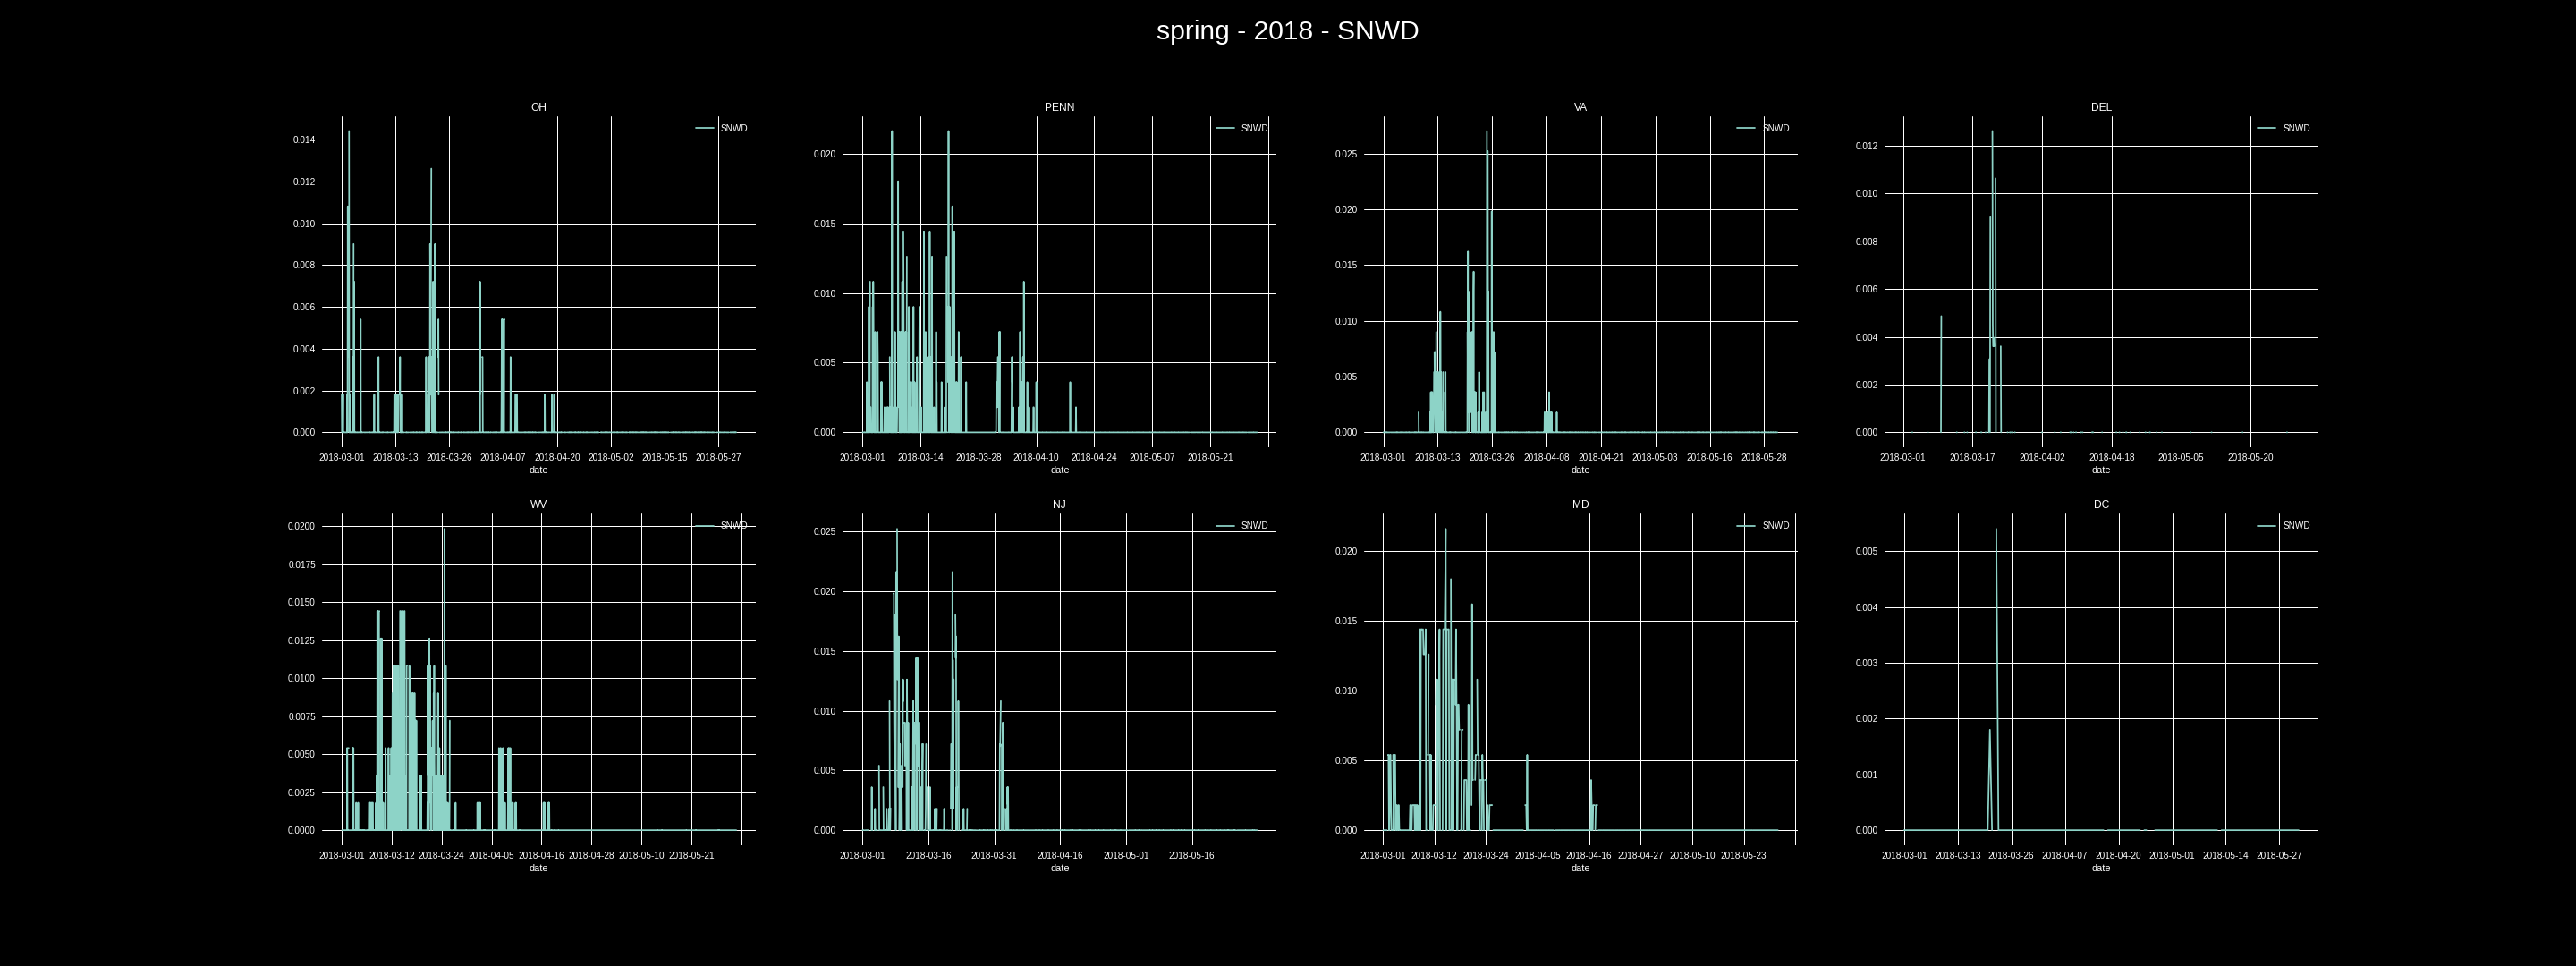 spring - 2018 - SNWD
OH
SNWD
0.014
0.012
0.010
0.008
0.006
0.004
0.002
0.000
2018-03-01 2018-03-13 2018-03-26 2018-04-07 2018-04-20 2018-05-02 2018-05-15 2018-05-27
date
PENN
SNWD
0.020
0.015
0.010
0.005
0.000
2018-03-01 2018-03-14 2018-03-28 2018-04-10 2018-04-24 2018-05-07 2018-05-21
date
VA
SNWD
0.025
0.020
0.015
0.010
0.005
0.000
2018-03-01 2018-03-13 2018-03-26 2018-04-08 2018-04-21 2018-05-03 2018-05-16 2018-05-28
date
DEL
SNWD
0.012
0.010
0.008
0.006
0.004
0.002
0.000
2018-03-01 2018-03-17 2018-04-02 2018-04-18 2018-05-05 2018-05-20
date
WV
SNWD
0.0200
0.0175
0.0150
0.0125
0.0100
0.0075
0.0050
0.0025
0.0000
2018-03-01 2018-03-12 2018-03-24 2018-04-05 2018-04-16 2018-04-28 2018-05-10 2018-05-21
date
NJ
SNWD
0.025
0.020
0.015
0.010
0.005
0.000
2018-03-01 2018-03-16 2018-03-31 2018-04-16 2018-05-01 2018-05-16
date
MD
SNWD
0.020
0.015
0.010
0.005
0.000
2018-03-01 2018-03-12 2018-03-24 2018-04-05 2018-04-16 2018-04-27 2018-05-10 2018-05-23
date
DC
SNWD
0.005
0.004
0.003
0.002
0.001
0.000
2018-03-01 2018-03-13 2018-03-26 2018-04-07 2018-04-20 2018-05-01 2018-05-14 2018-05-27
date